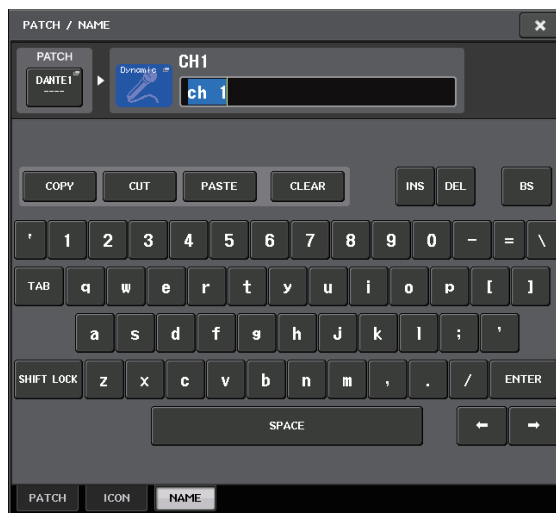 PATCH / NAME
×
PATCH
DANTE1
----
Dynamic
CH1
ch 1
COPY CUT PASTE CLEAR INS DEL BS
' 1 2 3 4 5 6 7 8 9 0 - = \
TAB q w e r t y u i o p [ ]
a s d f g h j k l ; '
SHIFT LOCK z x c v b n m , . / ENTER
SPACE ← →
PATCH ICON NAME